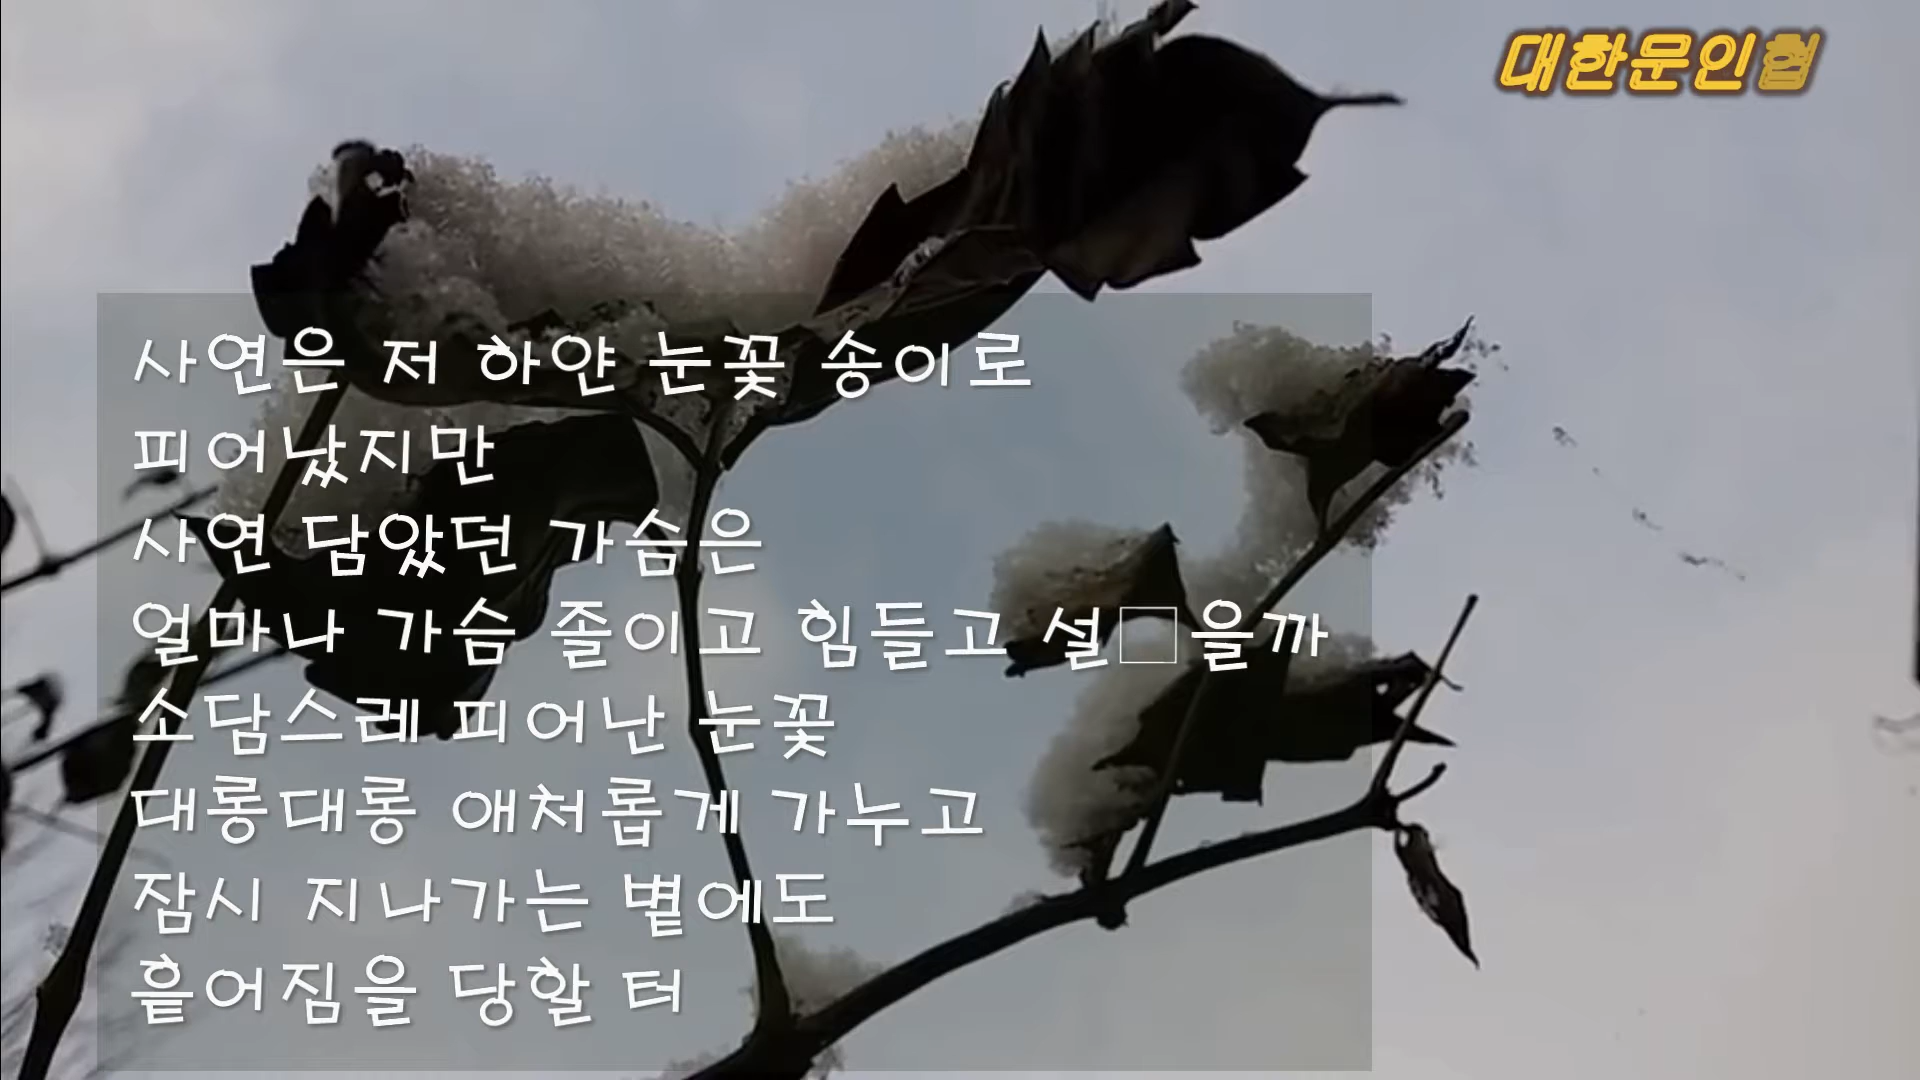 대한문인협
사연은 저 하얀 눈꽃 송이로
피어났지만
사연 담았던 가슴은
얼마나 가슴 졸이고 힘들고 설□을까
소담스레 피어난 눈꽃
대롱대롱 애처롭게 가누고
잠시 지나가는 볕에도
흩어짐을 당할 터